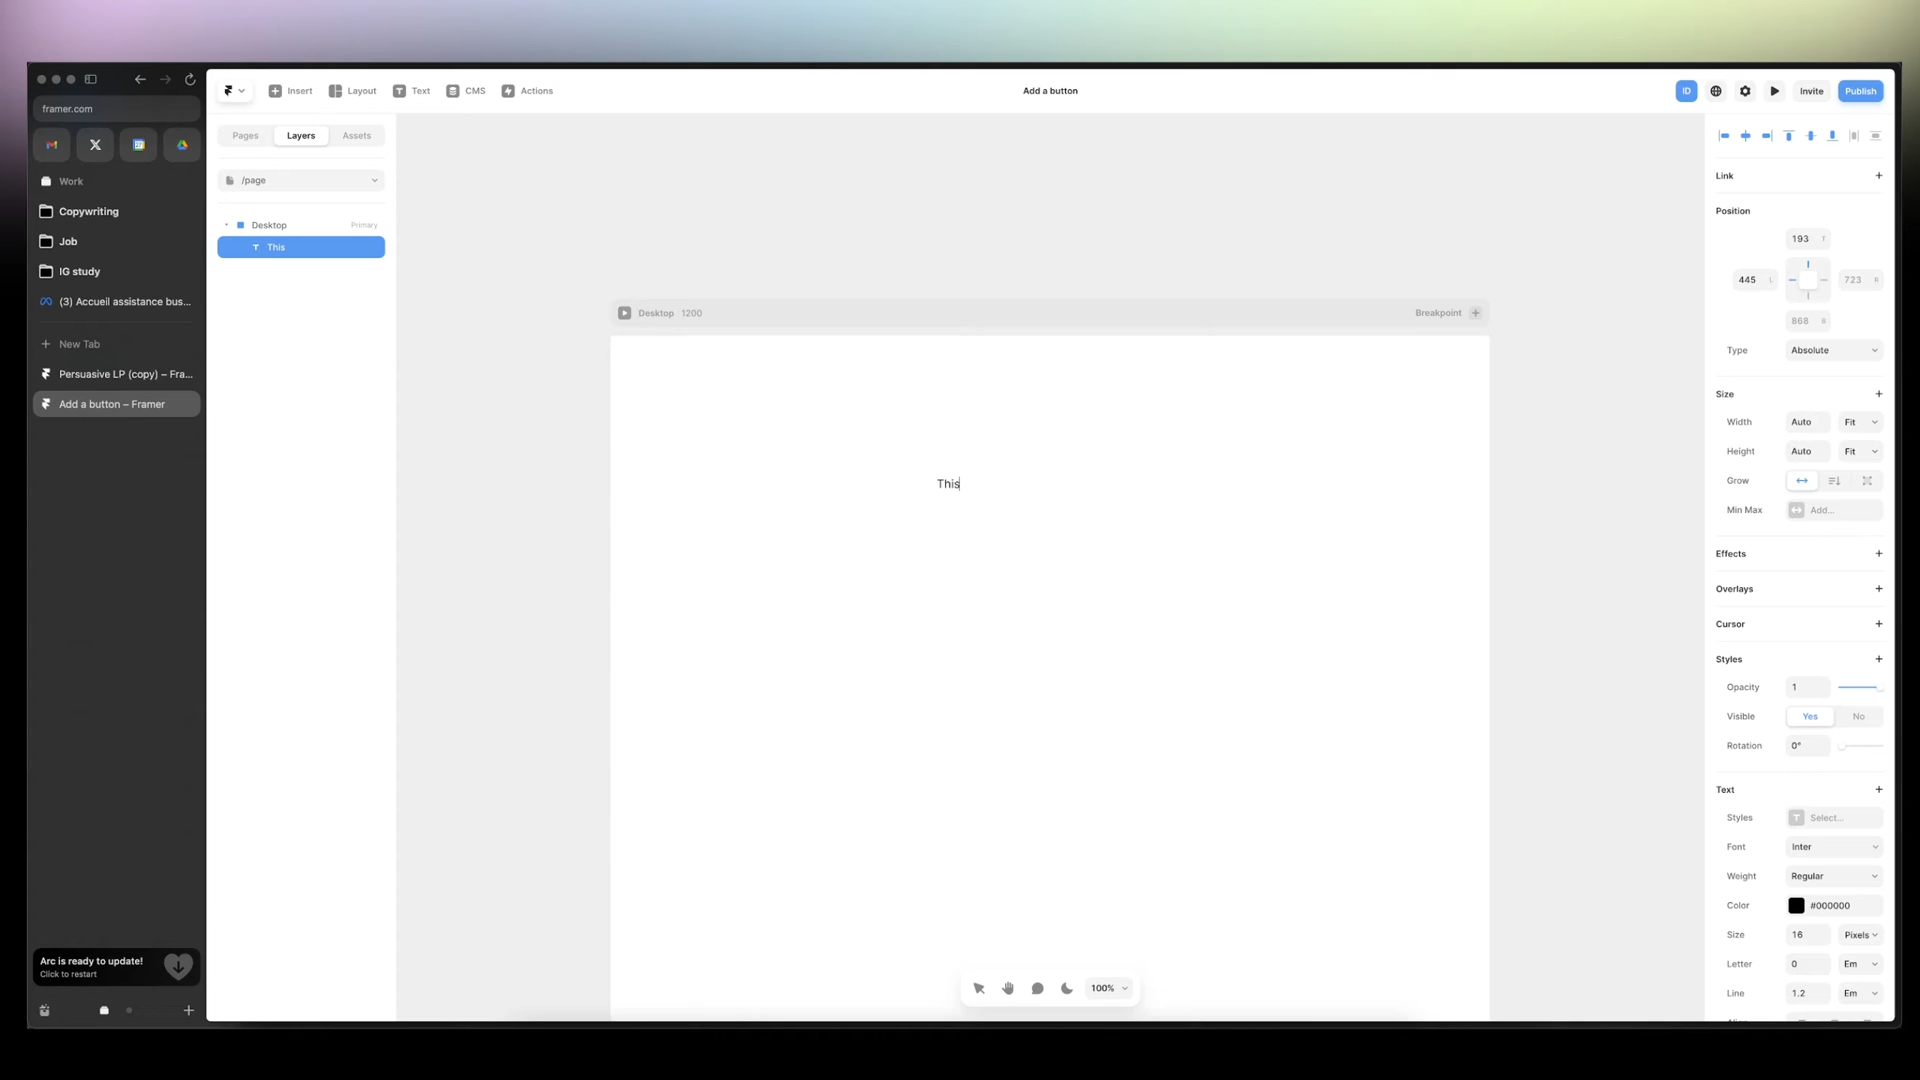 framer.com
Work
Copywriting
Job
IG study
(3) Accueil assistance bus...
New Tab
Persuasive LP (copy) – Fra...
Add a button – Framer
Arc is ready to update!
Click to restart
Insert
Layout
Text
CMS
Actions
Add a button
ID
Invite
Publish
Pages
Layers
Assets
/page
Desktop
Primary
This
Desktop 1200
Breakpoint
This
100%
Link
Position
193 T
445 L
723 R
868 B
Type
Absolute
Size
Width
Auto
Fit
Height
Auto
Fit
Grow
Min Max
Add...
Effects
Overlays
Cursor
Styles
Opacity
1
Visible
Yes
No
Rotation
0°
Text
Styles
Select...
Font
Inter
Weight
Regular
Color
#000000
Size
16
Pixels
Letter
0
Em
Line
1.2
Em